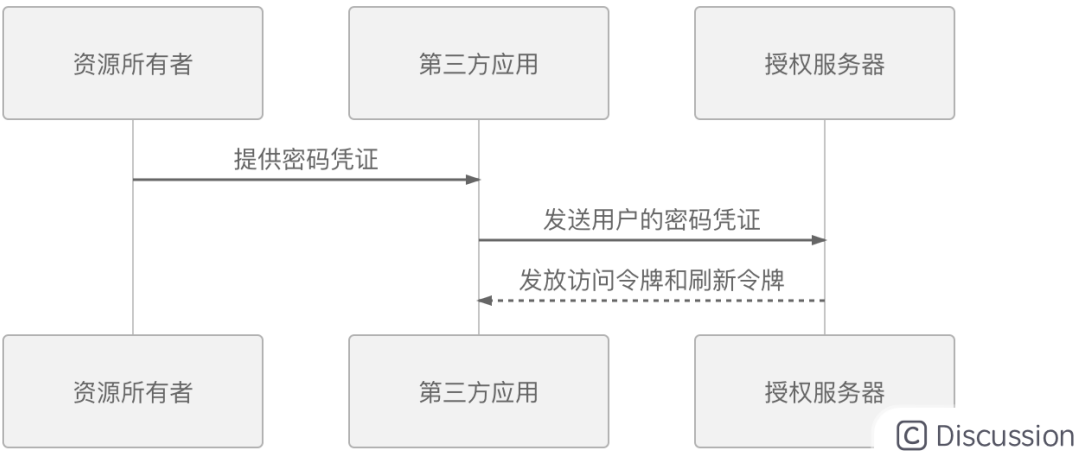 资源所有者
第三方应用
授权服务器
提供密码凭证
发送用户的密码凭证
发放访问令牌和刷新令牌
资源所有者
第三方应用
授权服务器
C Discussion